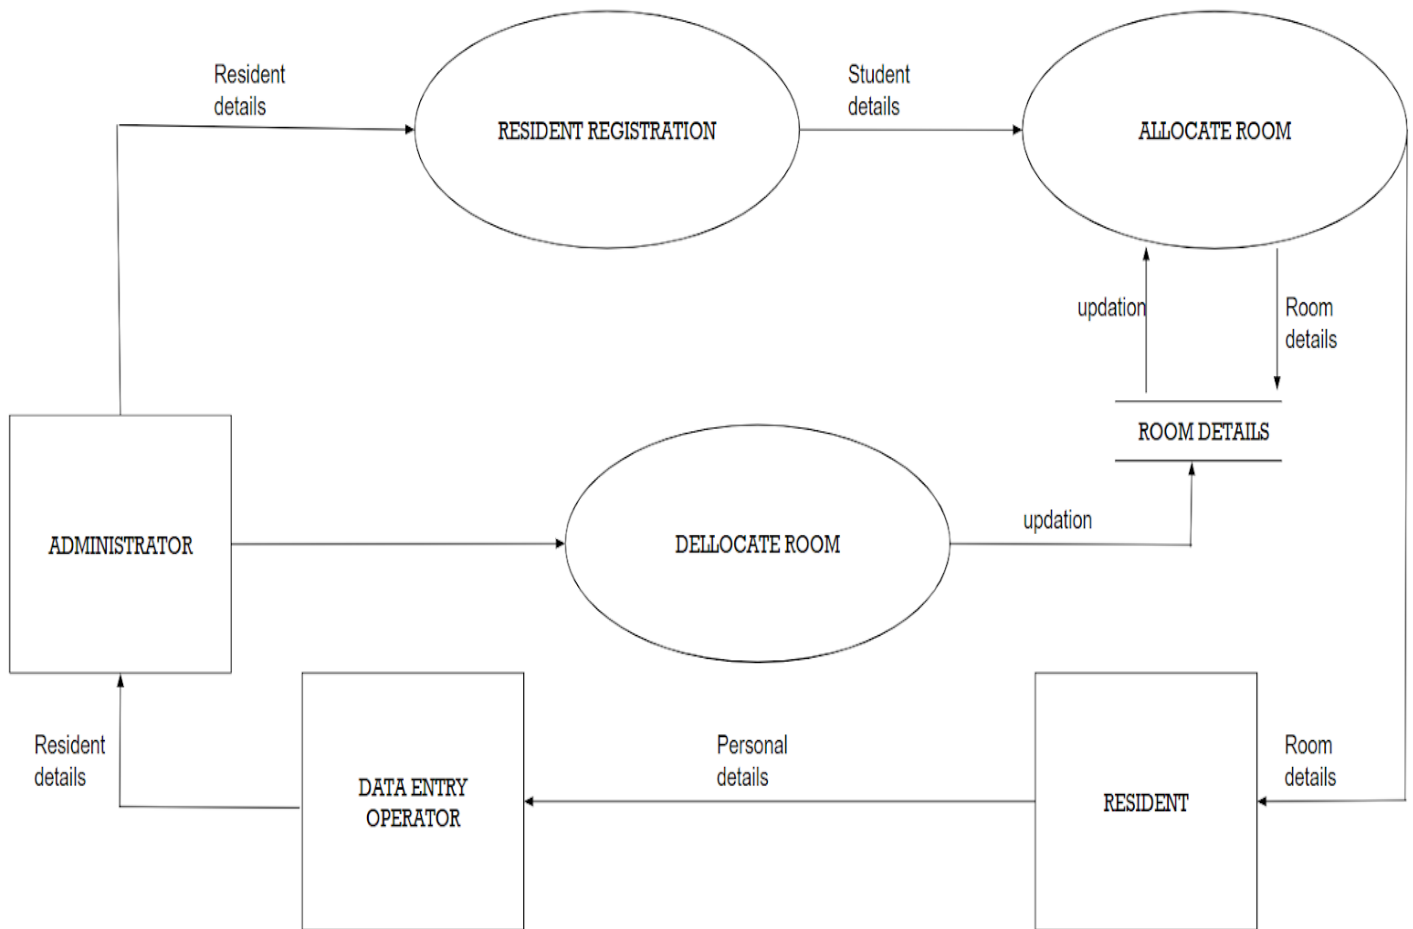 Resident
details
Student
details
RESIDENT REGISTRATION
ALLOCATE ROOM
updation
Room
details
ROOM DETAILS
updation
ADMINISTRATOR
DELLOCATE ROOM
Resident
details
Personal
details
Room
details
DATA ENTRY
OPERATOR
RESIDENT